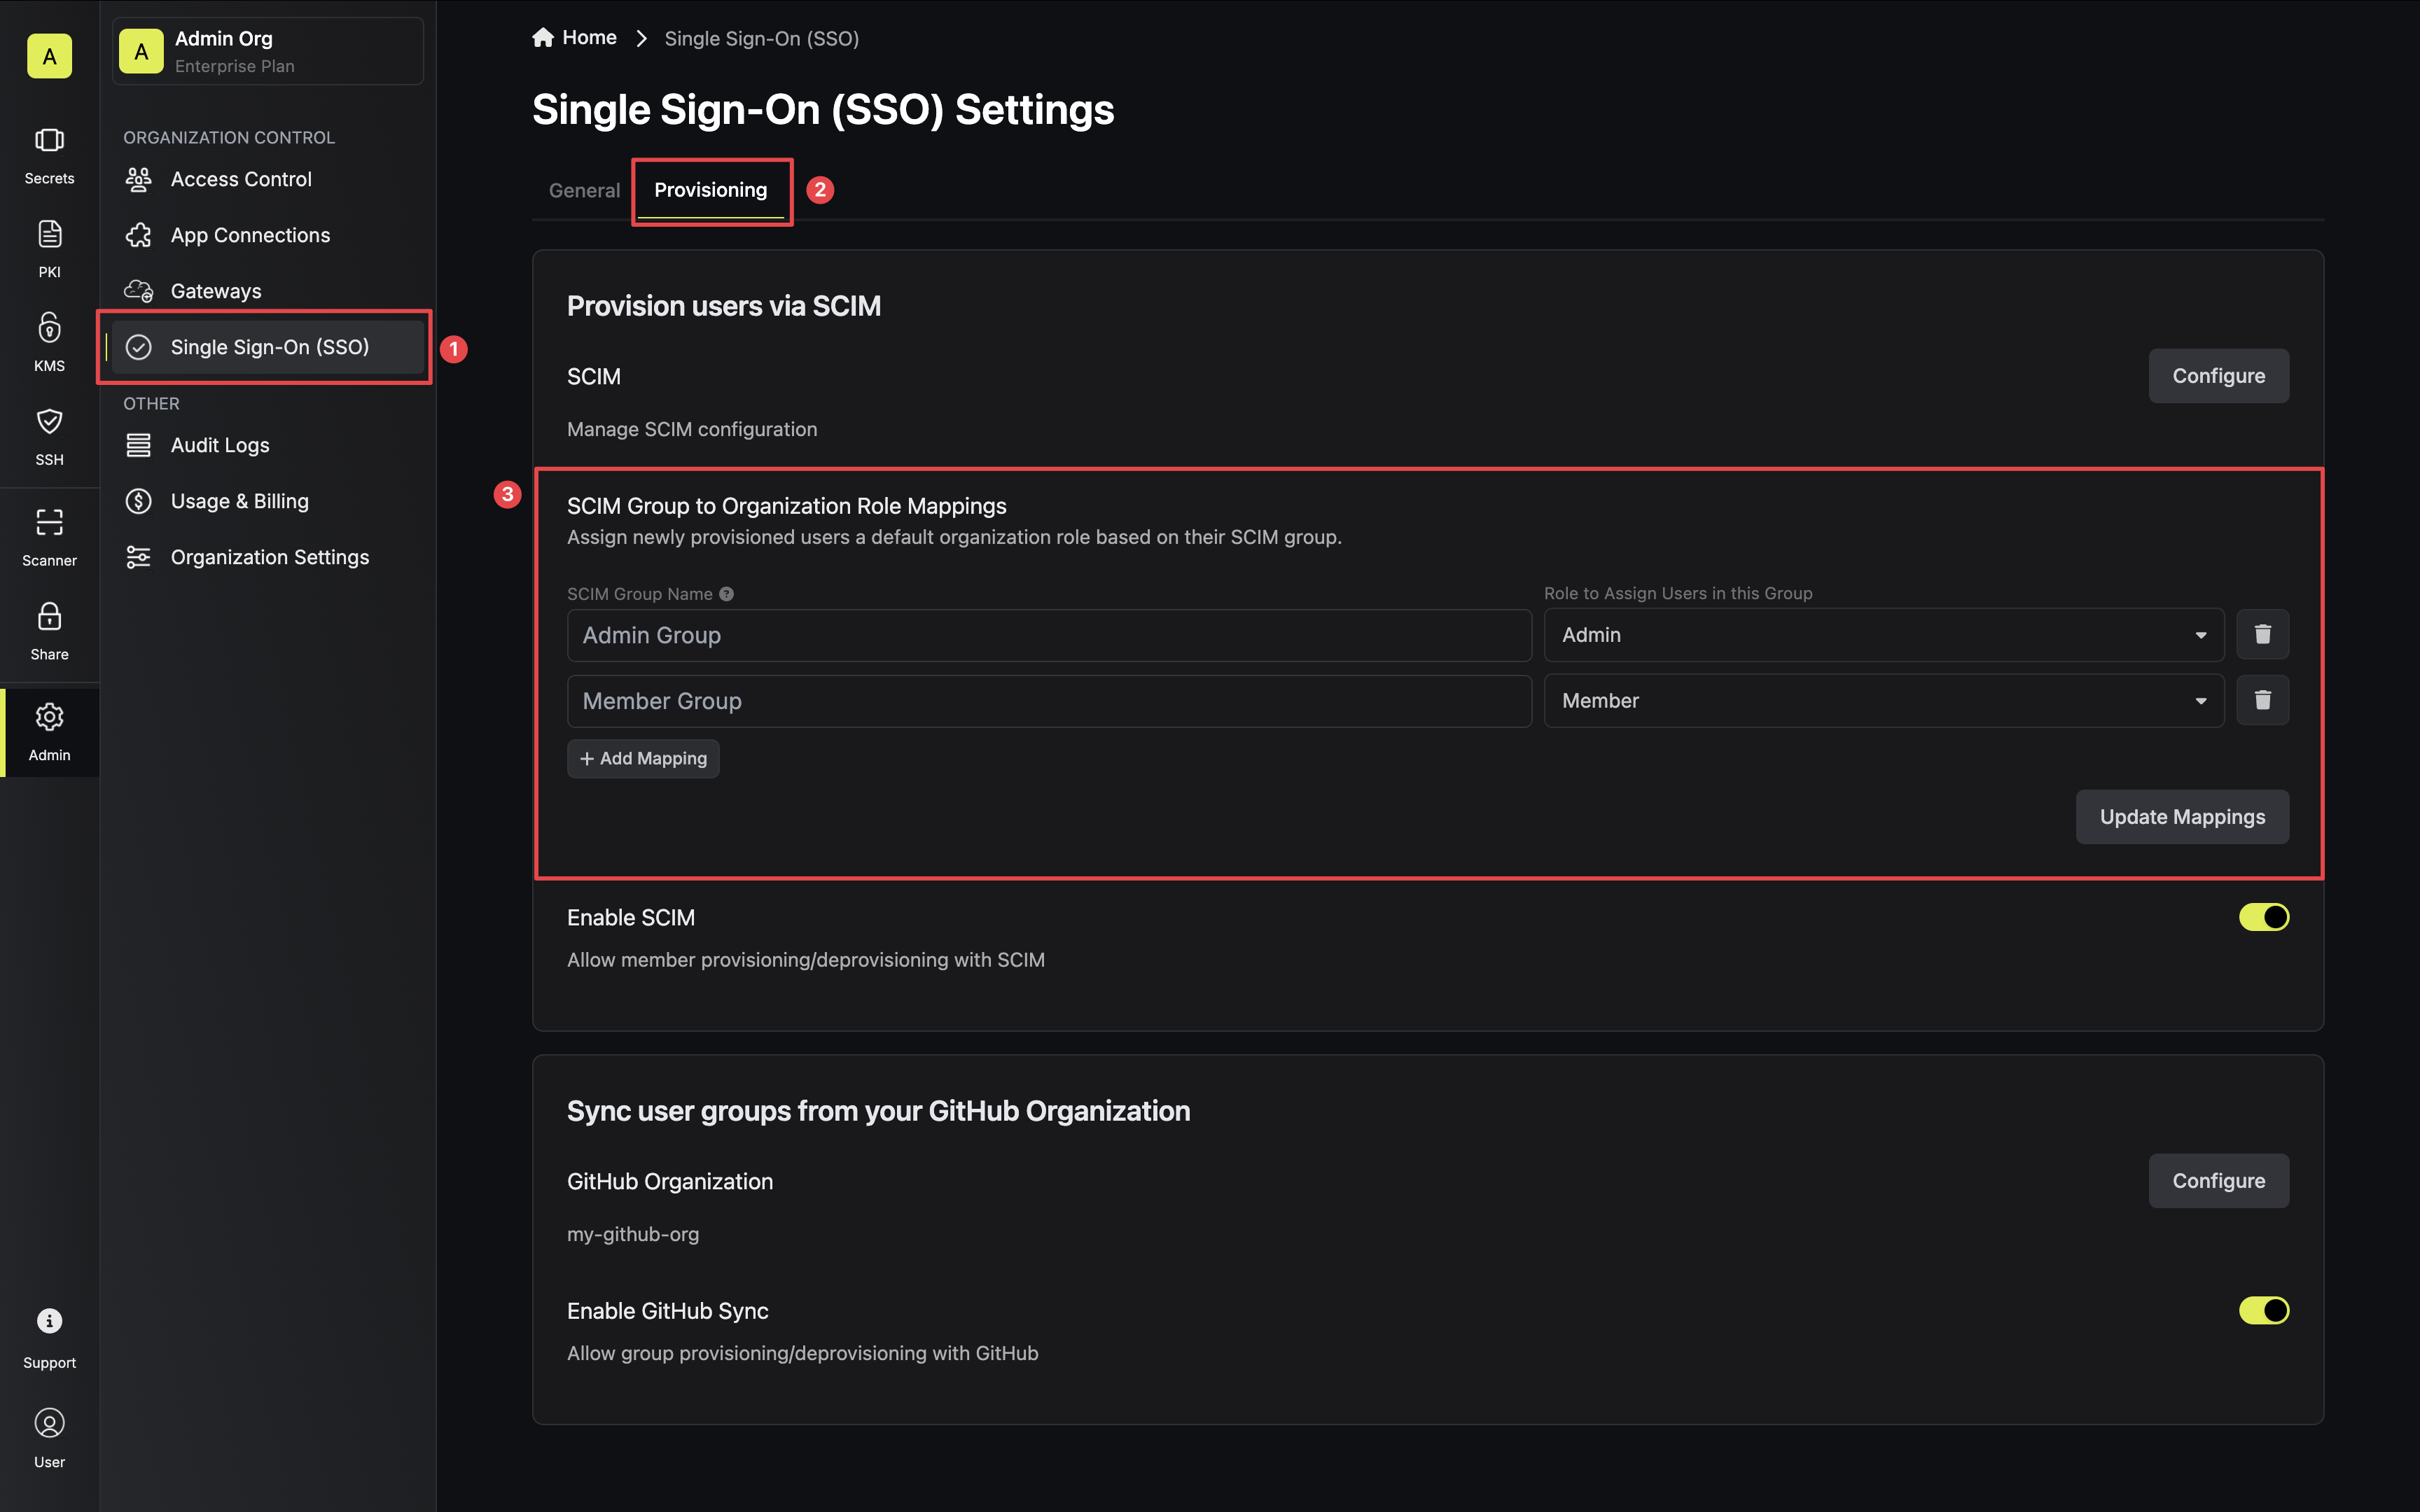 A
Secrets
PKI
KMS
SSH
Scanner
Share
Admin
Support
User
A
Admin Org
Enterprise Plan
ORGANIZATION CONTROL
Access Control
App Connections
Gateways
Single Sign-On (SSO)
1
OTHER
Audit Logs
Usage & Billing
Organization Settings
Home
Single Sign-On (SSO)
Single Sign-On (SSO) Settings
General
Provisioning
2
Provision users via SCIM
SCIM
Configure
Manage SCIM configuration
3
SCIM Group to Organization Role Mappings
Assign newly provisioned users a default organization role based on their SCIM group.
SCIM Group Name ?
Role to Assign Users in this Group
Admin Group
Admin
Member Group
Member
+ Add Mapping
Update Mappings
Enable SCIM
Allow member provisioning/deprovisioning with SCIM
Sync user groups from your GitHub Organization
GitHub Organization
Configure
my-github-org
Enable GitHub Sync
Allow group provisioning/deprovisioning with GitHub